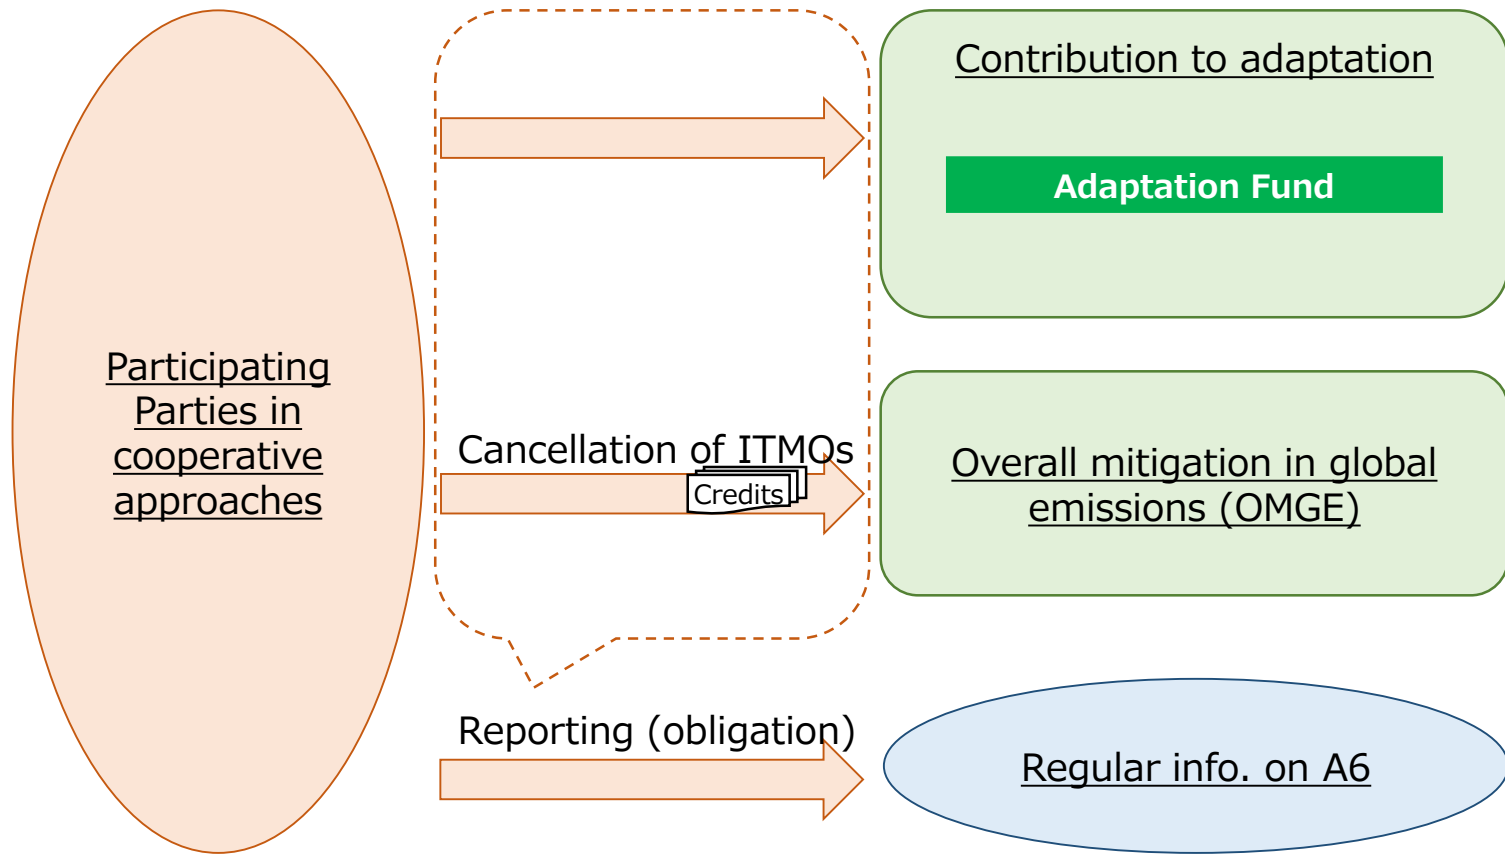 Contribution to adaptation
Adaptation Fund
Participating
Parties in
cooperative
approaches
Cancellation of ITMOs
Credits
Overall mitigation in global
emissions (OMGE)
Reporting (obligation)
Regular info. on A6